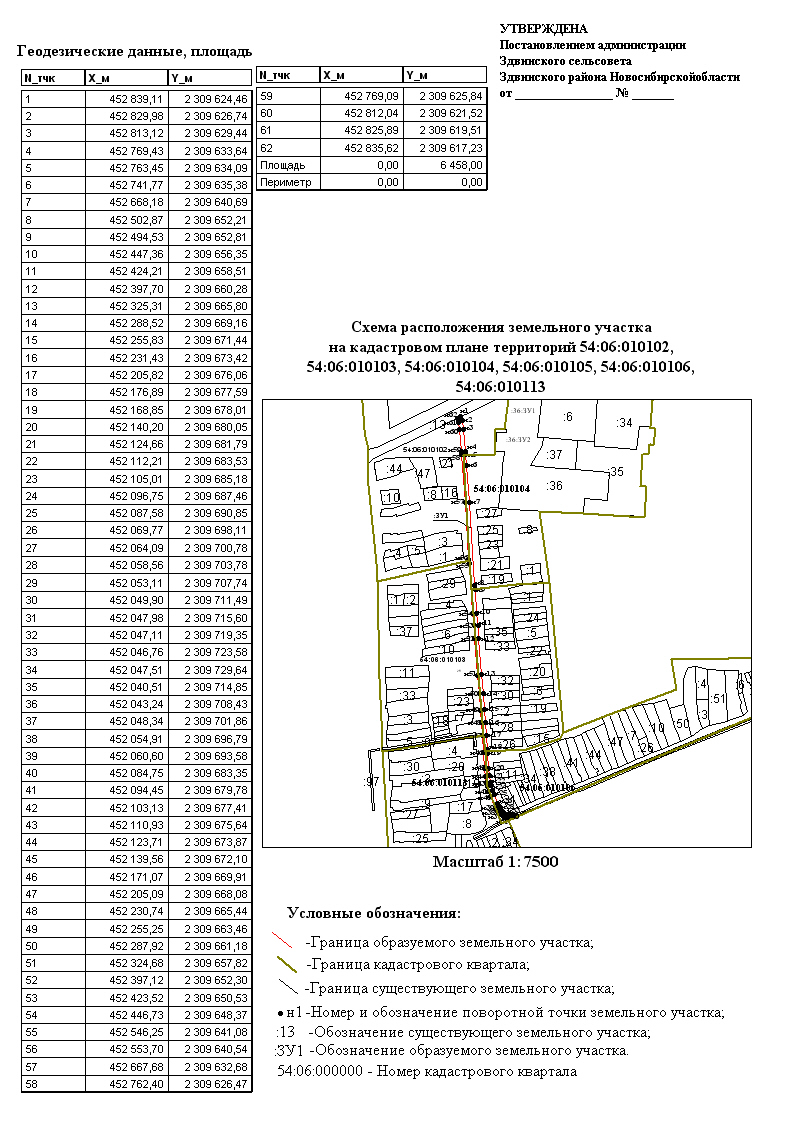 УТВЕРЖДЕНА
Постановлением администрации
Здвинского сельсовета
Здвинского района Новосибирскойобласти
от _______________ № _______
Геодезические данные, площадь
N_тчк X_м Y_м
1 452 839,11 2 309 624,46
2 452 829,98 2 309 626,74
3 452 813,12 2 309 629,44
4 452 769,43 2 309 633,64
5 452 763,45 2 309 634,09
6 452 741,77 2 309 635,38
7 452 668,18 2 309 640,69
8 452 502,87 2 309 652,21
9 452 494,53 2 309 652,81
10 452 447,36 2 309 656,35
11 452 424,21 2 309 658,51
12 452 397,70 2 309 660,28
13 452 325,31 2 309 665,80
14 452 288,52 2 309 669,16
15 452 255,83 2 309 671,44
16 452 231,43 2 309 673,42
17 452 205,82 2 309 676,06
18 452 176,89 2 309 677,59
19 452 168,85 2 309 678,01
20 452 140,20 2 309 680,05
21 452 124,66 2 309 681,79
22 452 112,21 2 309 683,53
23 452 105,01 2 309 685,18
24 452 096,75 2 309 687,46
25 452 087,58 2 309 690,85
26 452 069,77 2 309 698,11
27 452 064,09 2 309 700,78
28 452 058,56 2 309 703,78
29 452 053,11 2 309 707,74
30 452 049,90 2 309 711,49
31 452 047,98 2 309 715,60
32 452 047,11 2 309 719,35
33 452 046,76 2 309 723,58
34 452 047,51 2 309 729,64
35 452 040,51 2 309 714,85
36 452 043,24 2 309 708,43
37 452 048,34 2 309 701,86
38 452 054,91 2 309 696,79
39 452 060,60 2 309 693,58
40 452 084,75 2 309 683,35
41 452 094,45 2 309 679,78
42 452 103,13 2 309 677,41
43 452 110,93 2 309 675,64
44 452 123,71 2 309 673,87
45 452 139,56 2 309 672,10
46 452 171,07 2 309 669,91
47 452 205,09 2 309 668,08
48 452 230,74 2 309 665,44
49 452 255,25 2 309 663,46
50 452 287,92 2 309 661,18
51 452 324,68 2 309 657,82
52 452 397,12 2 309 652,30
53 452 423,52 2 309 650,53
54 452 446,73 2 309 648,37
55 452 546,25 2 309 641,08
56 452 553,70 2 309 640,54
57 452 667,68 2 309 632,68
58 452 762,40 2 309 626,47
N_тчк X_м Y_м
59 452 769,09 2 309 625,84
60 452 812,04 2 309 621,52
61 452 825,89 2 309 619,51
62 452 835,62 2 309 617,23
Площадь 0,00 6 458,00
Периметр 0,00 0,00
Схема расположения земельного участка
на кадастровом плане территорий 54:06:010102,
54:06:010103, 54:06:010104, 54:06:010105, 54:06:010106,
54:06:010113
:36:ЗУ1
:6
:34
:36:ЗУ2
:37
:35
:36
54:06:010102
:44
:10
:8
54:06:010104
:ЗУ1
:27
:25
:23
:21
:19
:3
:1
:29
:37
54:06:010103
:11
:33
:3
:24
:5
:22
:20
:32
:30
:19
:28
:26
:16
:4
:51
:50
:97
:30
:4
:17
:8
:25
:27
54:06:010106
Масштаб 1: 7500
Условные обозначения:
-Граница образуемого земельного участка;
-Граница кадастрового квартала;
-Граница существующего земельного участка;
н1 -Номер и обозначение поворотной точки земельного участка;
:13 -Обозначение существующего земельного участка;
:ЗУ1 -Обозначение образуемого земельного участка.
54:06:000000 - Номер кадастрового квартала